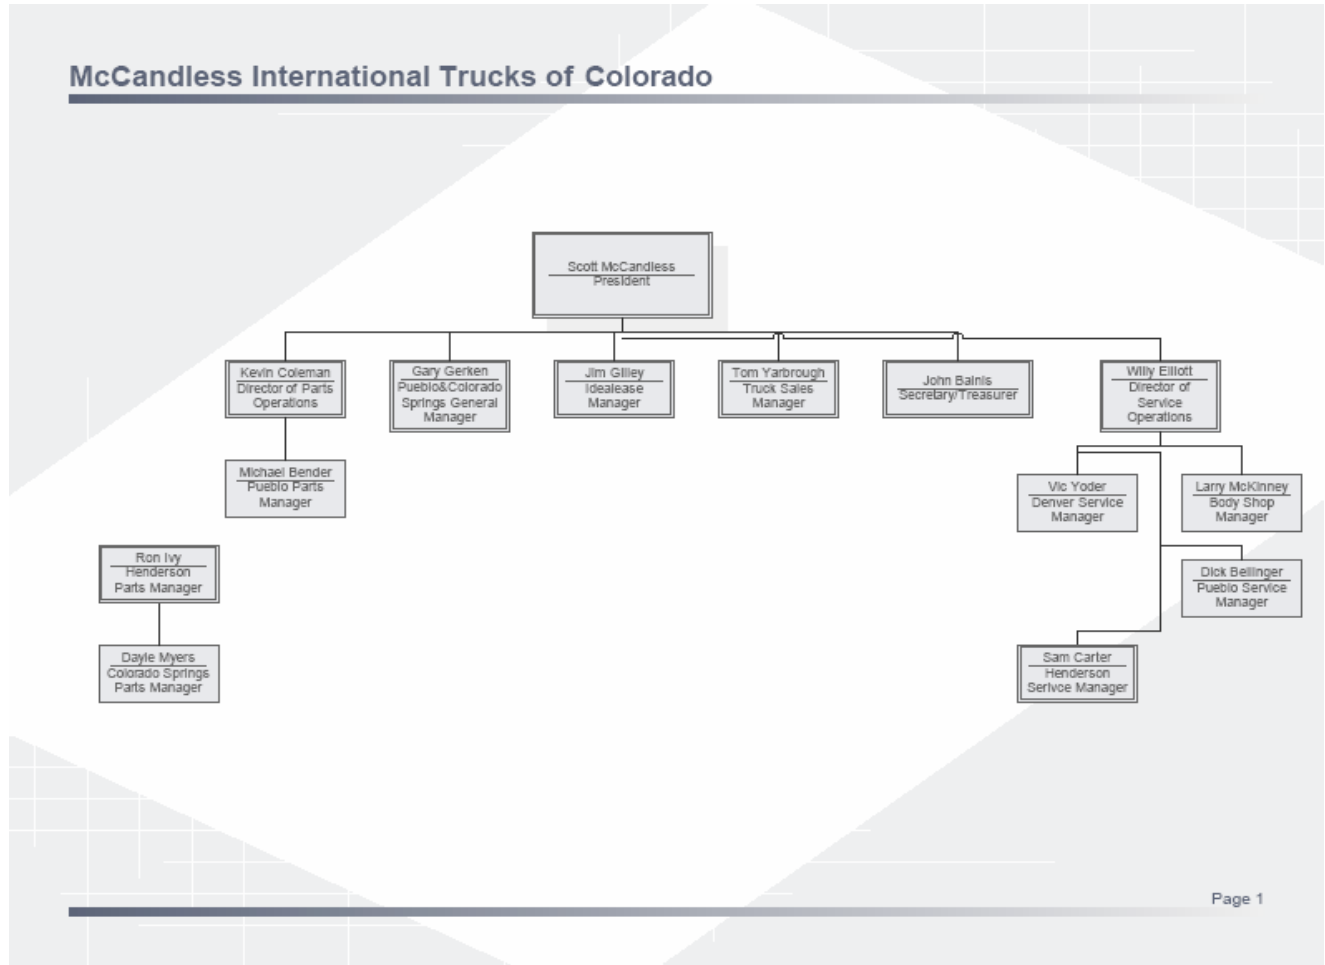 McCandless International Trucks of Colorado
Scott McCandless
President
Kevin Coleman
Director of Parts
Operations
Gary Gerken
Pueblo&Colorado
Springs General
Manager
Jim Gilley
Idealease
Manager
Tom Yarbrough
Truck Sales
Manager
John Bainis
Secretary/Treasurer
Willy Elliott
Director of
Service
Operations
Michael Bender
Pueblo Parts
Manager
Vic Yoder
Denver Service
Manager
Larry McKinney
Body Shop
Manager
Ron Ivy
Henderson
Parts Manager
Dick Bellinger
Pueblo Service
Manager
Dayle Myers
Colorado Springs
Parts Manager
Sam Carter
Henderson
Serivce Manager
Page 1